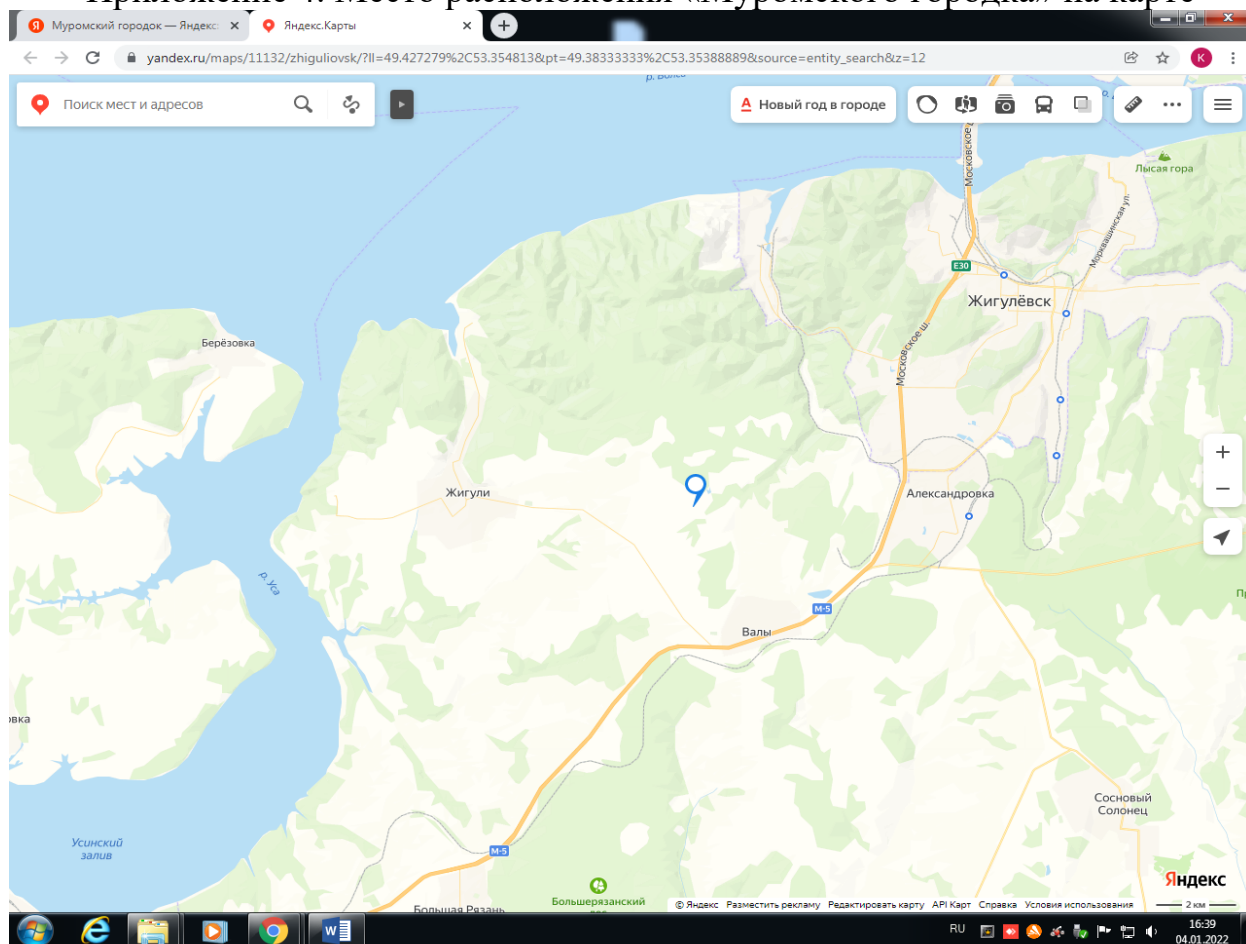 Приложение 4. Место расположения «Муромского городка» на карте
Муромский городок — Яндекс:
Яндекс.Карты
yandex.ru/maps/11132/zhiguliovsk/?ll=49.427279%2C53.354813&pt=49.38333333%2C53.35388889&source=entity_search&z=12
К
Поиск мест и адресов
А Новый год в городе
Московское
Лысая гора
Морквашинская ул.
E30
Жигулёвск
Московское ш.
Берёзовка
Жигули
Александровка
р. Уса
М-5
Валы
овка
Сосновый
Солонец
Усинский
залив
М-5
Большая Рязань
Большерязанский
Яндекс
© Яндекс Разместить рекламу Редактировать карту API Карт Справка Условия использования
2 км
RU
16:39
04.01.2022